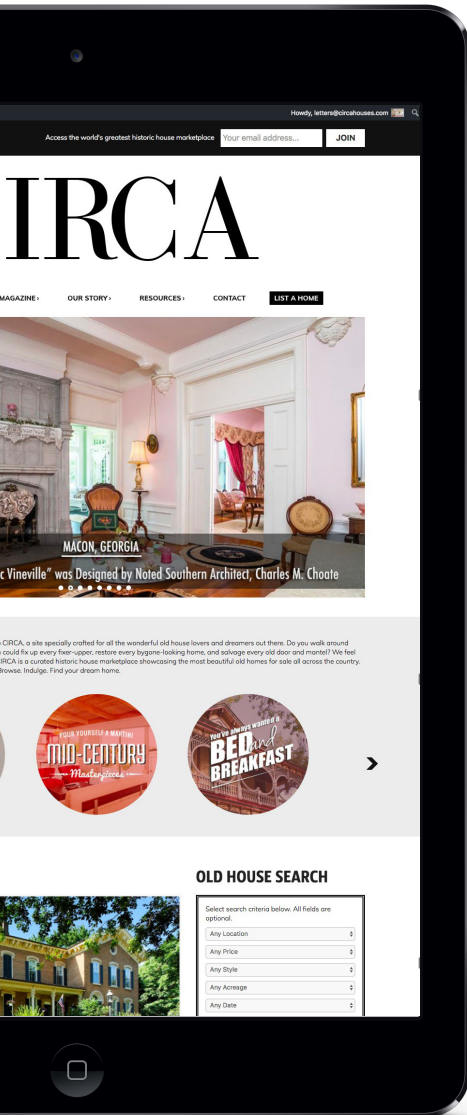 Howdy, letters@circahouses.com
Access the world's greatest historic house marketplace Your email address... JOIN
IRCA
MAGAZINE › OUR STORY › RESOURCES › CONTACT LIST A HOME
MACON, GEORGIA
c Vineville" was Designed by Noted Southern Architect, Charles M. Choate
CIRCA, a site specially crafted for all the wonderful old house lovers and dreamers out there. Do you walk around
could fix up every fixer-upper, restore every bygone-looking home, and salvage every old door and mantel? We feel
CIRCA is a curated historic house marketplace showcasing the most beautiful old homes for sale all across the country.
Browse. Indulge. Find your dream home.
POUR YOURSELF A MARTINI
MID-CENTURY
Masterpieces
You've always wanted a
BED and
BREAKFAST
OLD HOUSE SEARCH
Select search criteria below. All fields are
optional.
Any Location
Any Price
Any Style
Any Acreage
Any Date